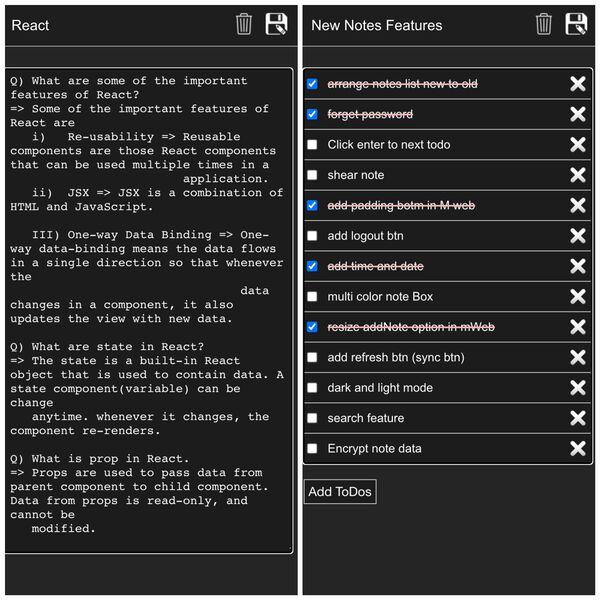 React
Q) What are some of the important
features of React?
=> Some of the important features of
React are
i) Re-usability => Reusable
components are those React components
that can be used multiple times in a
application.
ii) JSX => JSX is a combination of
HTML and JavaScript.
III) One-way Data Binding => One-
way data-binding means the data flows
in a single direction so that whenever
the
data
changes in a component, it also
updates the view with new data.
Q) What are state in React?
=> The state is a built-in React
object that is used to contain data. A
state component(variable) can be
change
anytime. whenever it changes, the
component re-renders.
Q) What is prop in React.
=> Props are used to pass data from
parent component to child component.
Data from props is read-only, and
cannot be
modified.
New Notes Features
arrange notes list new to old
forget password
Click enter to next todo
shear note
add padding botm in M web
add logout btn
add time and date
multi color note Box
resize addNote option in mWeb
add refresh btn (sync btn)
dark and light mode
search feature
Encrypt note data
Add ToDos